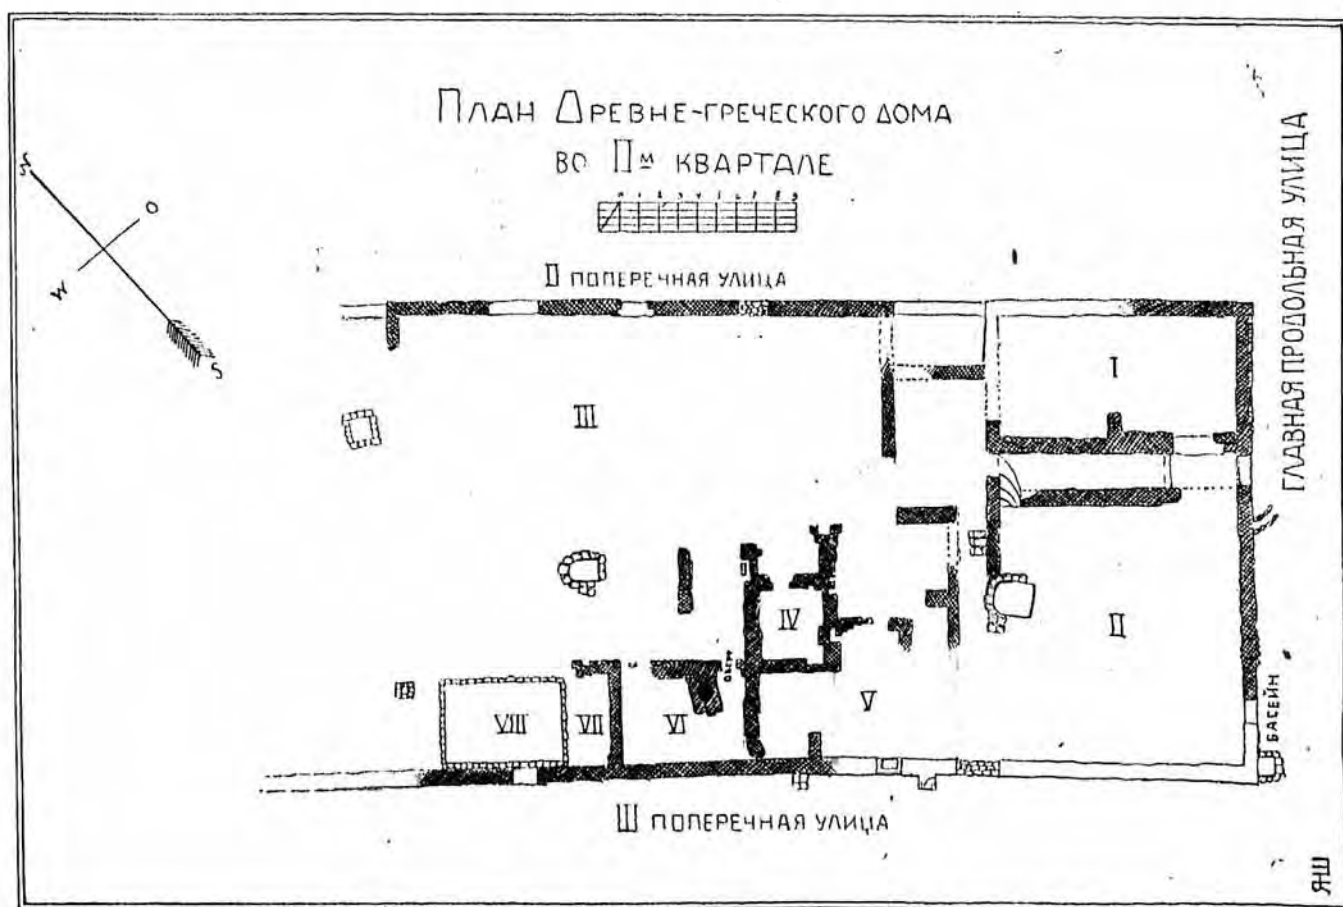 План Древне-греческого дома
во IIм квартале
II поперечная улица
Главная продольная улица
O
W
S
I
III
II
IV
V
VI
VII
VIII
Басейн
III поперечная улица
ЯШ